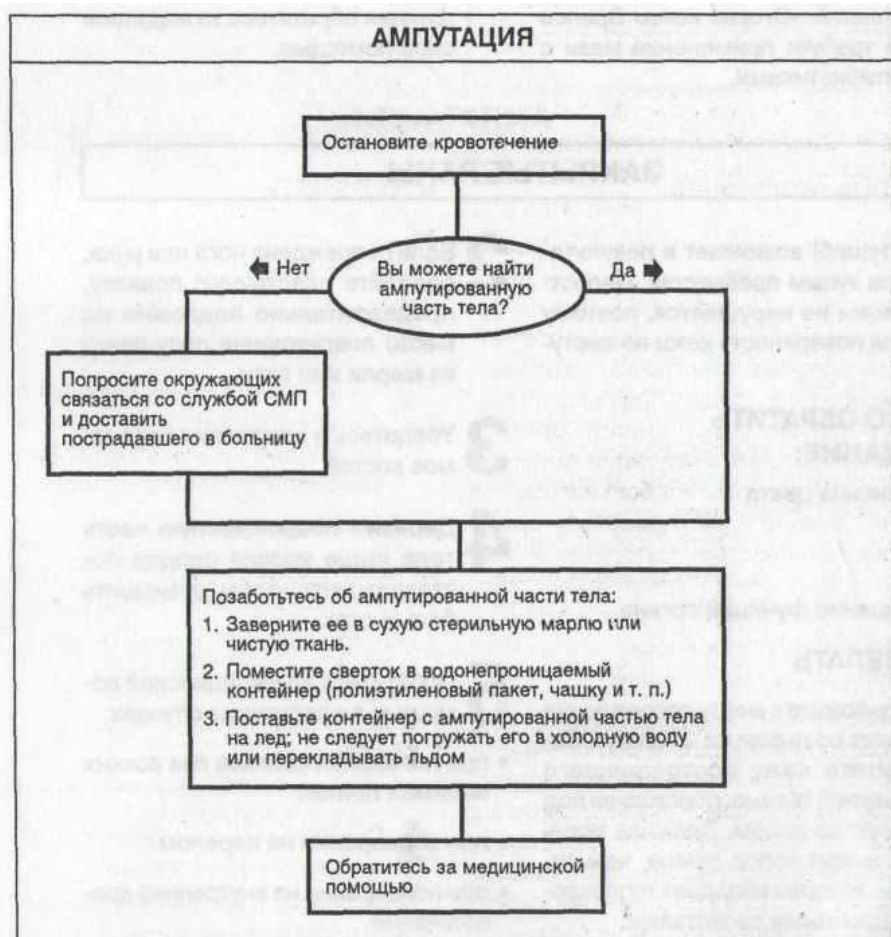 АМПУТАЦИЯ
Остановите кровотечение
Нет
Вы можете найти
ампутированную
часть тела?
Да
Попросите окружающих
связаться со службой СМП
и доставить
пострадавшего в больницу
Позаботьтесь об ампутированной части тела:
1. Заверните ее в сухую стерильную марлю или
чистую ткань.
2. Поместите сверток в водонепроницаемый
контейнер (полиэтиленовый пакет, чашку и т. п.)
3. Поставьте контейнер с ампутированной частью тела
на лед; не следует погружать его в холодную воду
или перекладывать льдом
Обратитесь за медицинской
помощью